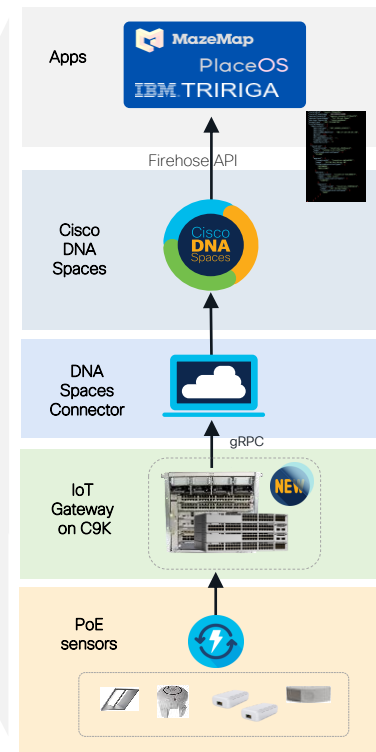 Apps
MazeMap
PlaceOS
IBM TRIRIGA
Firehose API
Cisco
DNA
Spaces
Cisco
DNA
Spaces
DNA
Spaces
Connector
gRPC
IoT
Gateway
on C9K
NEW
PoE
sensors